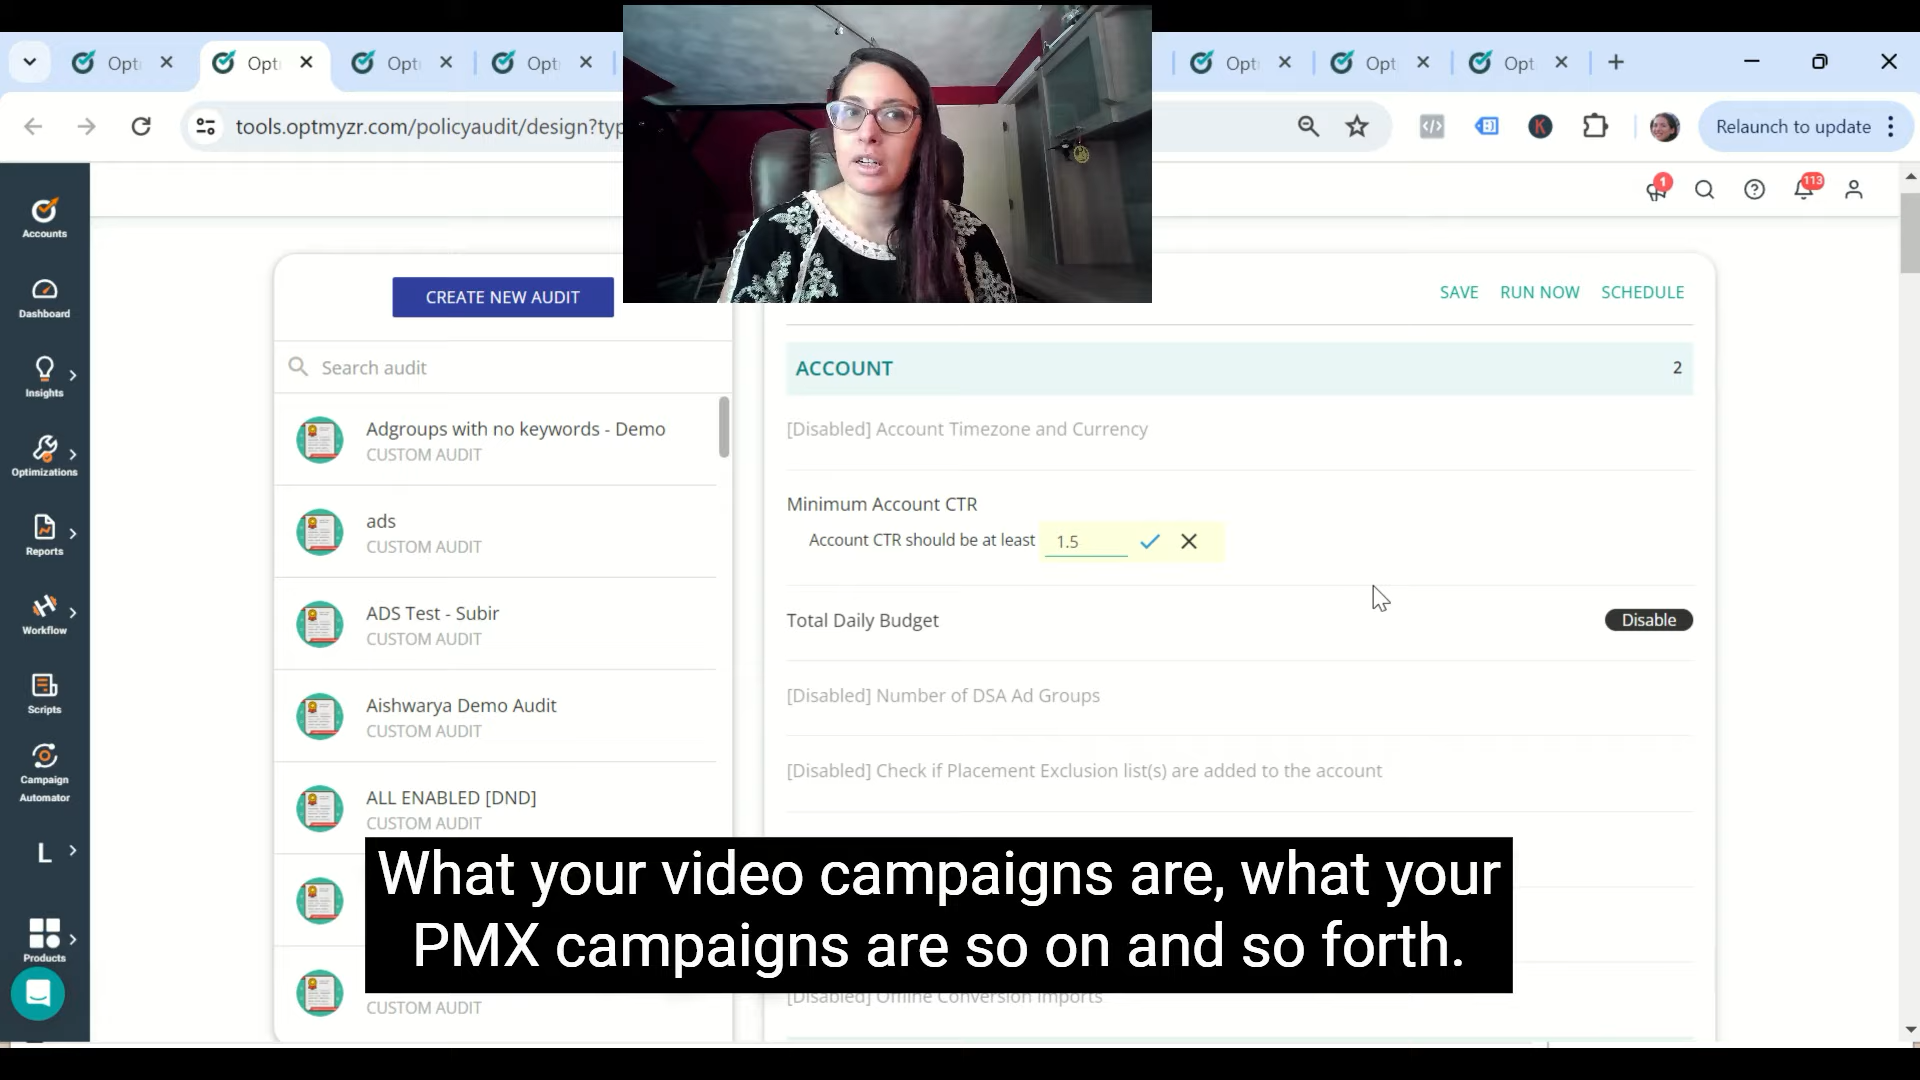 Opt
Opt
Opt
Opt
Opt
Opt
Opt
tools.optmyzr.com/policyaudit/design?typ
K
Relaunch to update
1
113
Accounts
Dashboard
Insights
Optimizations
Reports
Workflow
Scripts
Campaign
Automator
L
Products
CREATE NEW AUDIT
Search audit
Adgroups with no keywords - Demo
CUSTOM AUDIT
ads
CUSTOM AUDIT
ADS Test - Subir
CUSTOM AUDIT
Aishwarya Demo Audit
CUSTOM AUDIT
ALL ENABLED [DND]
CUSTOM AUDIT
CUSTOM AUDIT
SAVE RUN NOW SCHEDULE
ACCOUNT 2
[Disabled] Account Timezone and Currency
Minimum Account CTR
Account CTR should be at least 1.5
Total Daily Budget Disable
[Disabled] Number of DSA Ad Groups
[Disabled] Check if Placement Exclusion list(s) are added to the account
[Disabled] Offline Conversion Imports
What your video campaigns are, what your
PMX campaigns are so on and so forth.